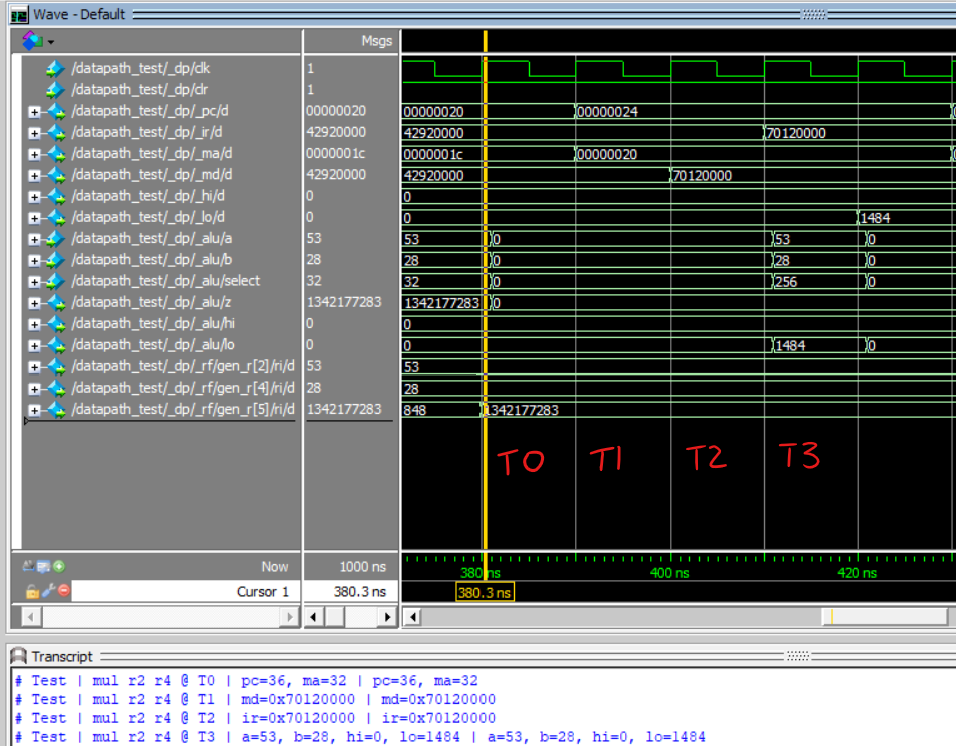 Wave - Default
Msgs
/datapath_test/_dp/clk 1
/datapath_test/_dp/clr 1
/datapath_test/_dp/_pc/d 00000020 00000020 00000024
/datapath_test/_dp/_ir/d 42920000 42920000 70120000
/datapath_test/_dp/_ma/d 0000001c 0000001c 00000020
/datapath_test/_dp/_md/d 42920000 42920000 70120000
/datapath_test/_dp/_hi/d 0 0
/datapath_test/_dp/_lo/d 0 0 1484
/datapath_test/_dp/_alu/a 53 53 0 53 0
/datapath_test/_dp/_alu/b 28 28 0 28 0
/datapath_test/_dp/_alu/select 32 32 0 256 0
/datapath_test/_dp/_alu/z 1342177283 1342177283 0
/datapath_test/_dp/_alu/hi 0 0
/datapath_test/_dp/_alu/lo 0 0 1484 0
/datapath_test/_dp/_rf/gen_r[2]/ri/d 53 53
/datapath_test/_dp/_rf/gen_r[4]/ri/d 28 28
/datapath_test/_dp/_rf/gen_r[5]/ri/d 1342177283 848 1342177283
T0 T1 T2 T3
Now 1000 ns 380 ns 400 ns 420 ns
Cursor 1 380.3 ns 380.3 ns
Transcript
# Test | mul r2 r4 @ T0 | pc=36, ma=32 | pc=36, ma=32
# Test | mul r2 r4 @ T1 | md=0x70120000 | md=0x70120000
# Test | mul r2 r4 @ T2 | ir=0x70120000 | ir=0x70120000
# Test | mul r2 r4 @ T3 | a=53, b=28, hi=0, lo=1484 | a=53, b=28, hi=0, lo=1484